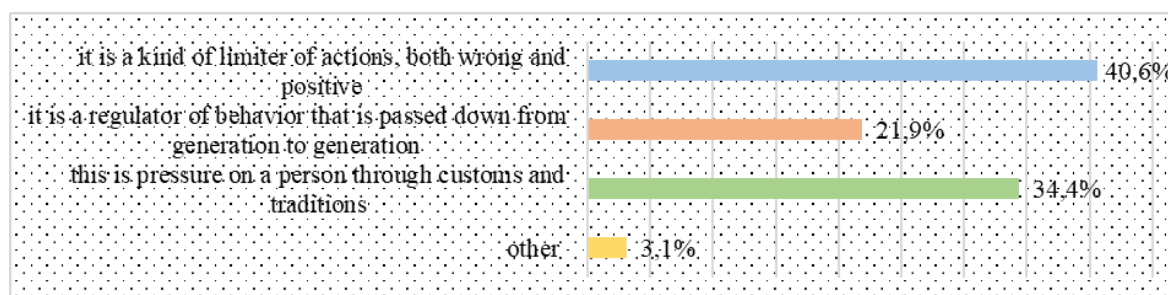 it is a kind of limiter of actions, both wrong and
positive
40,6%
it is a regulator of behavior that is passed down from
generation to generation
21,9%
this is pressure on a person through customs and
traditions
34,4%
other
3,1%